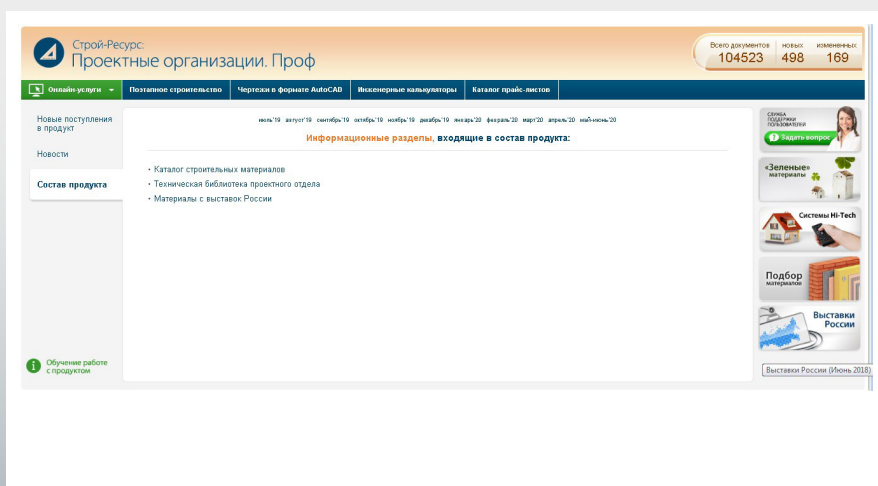 Строй-Ресурс:
Проектные организации. Проф
Всего документов новых измененных
104523 498 169
Онлайн-услуги
Поэтапное строительство
Чертежи в формате AutoCAD
Инженерные калькуляторы
Каталог прайс-листов
Новые поступления
в продукт
Новости
Состав продукта
июль'19 август'19 сентябрь'19 октябрь'19 ноябрь'19 декабрь'19 январь'20 февраль'20 март'20 апрель'20 май-июнь'20
Информационные разделы, входящие в состав продукта:
· Каталог строительных материалов
· Техническая библиотека проектного отдела
· Материалы с выставок России
СЛУЖБА
ПОДДЕРЖКИ
ПОЛЬЗОВАТЕЛЕЙ
? Задать вопрос
«Зеленые»
материалы
Системы Hi-Tech
Подбор
материалов
Выставки
России
Выставки России (Июнь 2018)
i Обучение работе
с продуктом